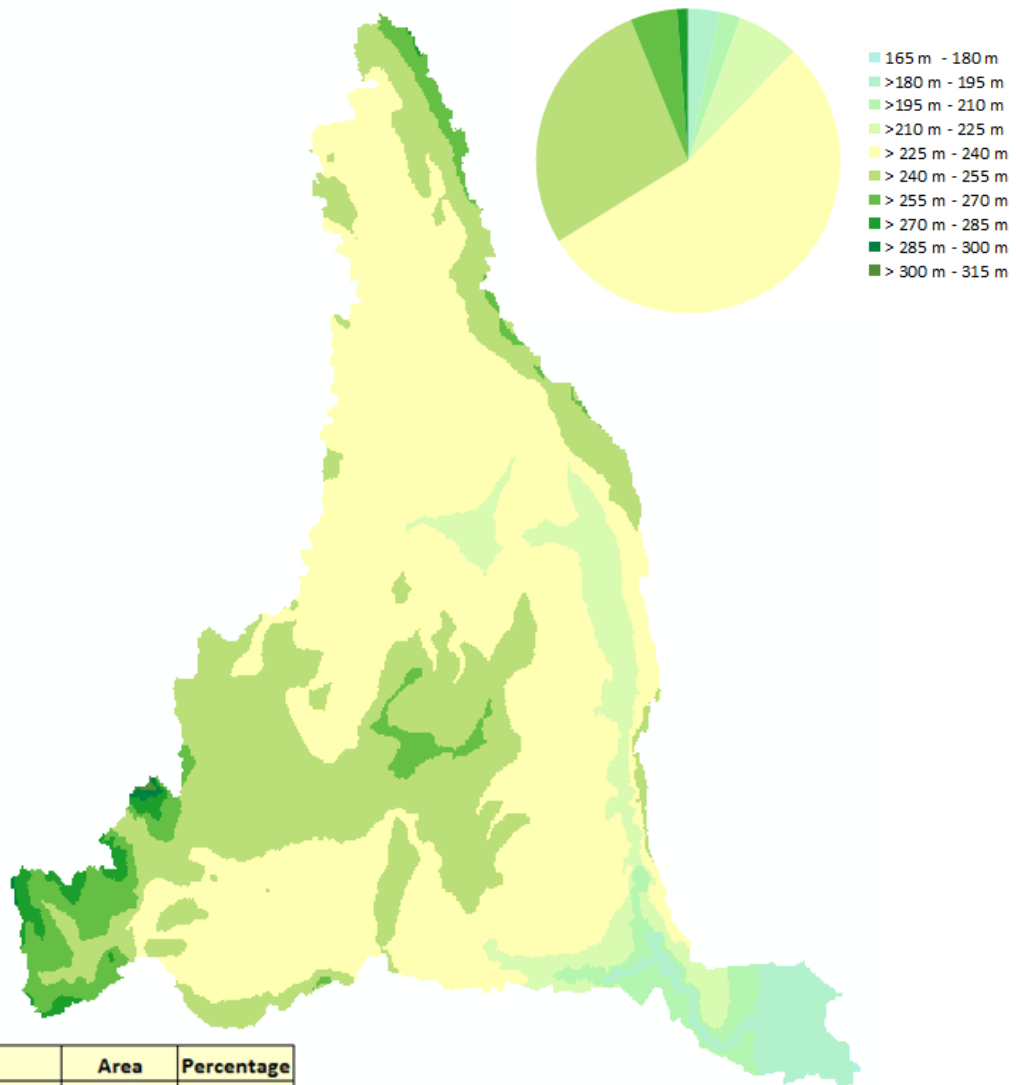 165 m - 180 m
>180 m - 195 m
>195 m - 210 m
>210 m - 225 m
> 225 m - 240 m
> 240 m - 255 m
> 255 m - 270 m
> 270 m - 285 m
> 285 m - 300 m
> 300 m - 315 m
Area Percentage